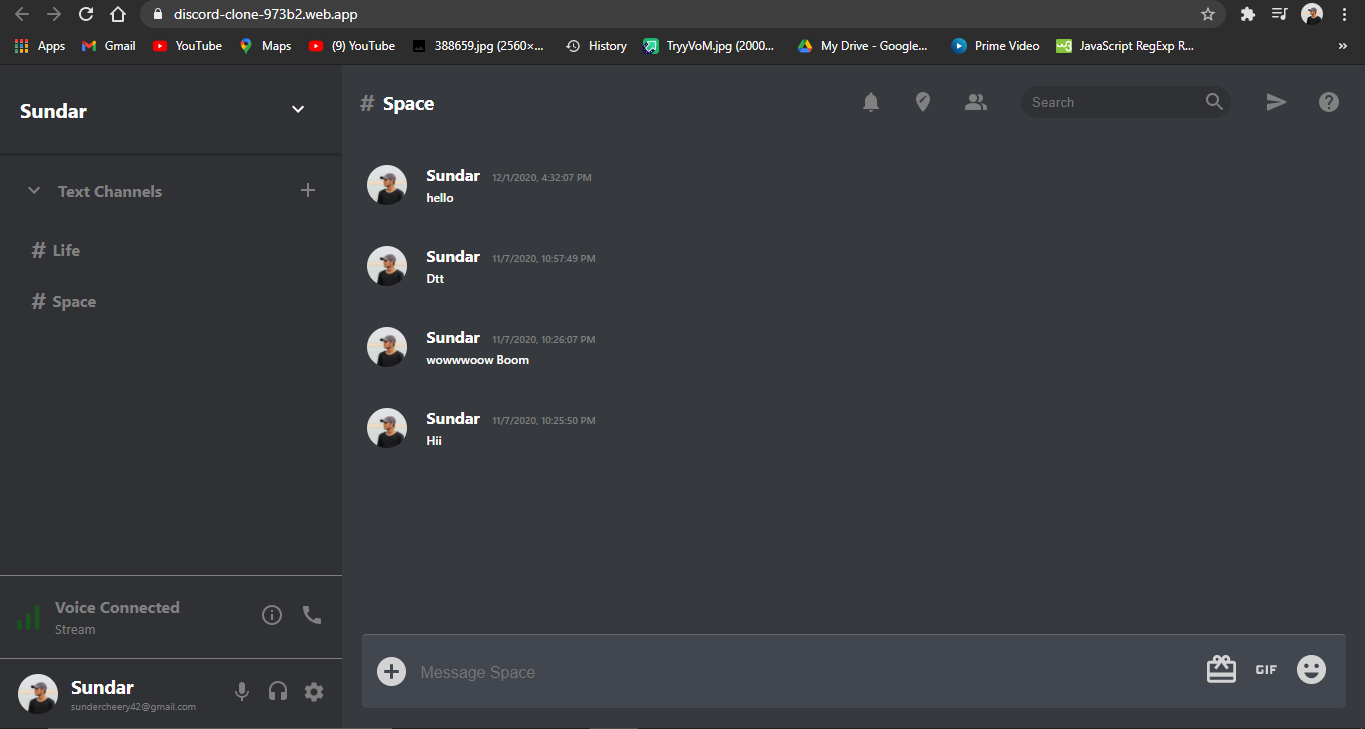 discord-clone-973b2.web.app
Apps Gmail YouTube Maps (9) YouTube 388659.jpg (2560×... History TryyVoM.jpg (2000... My Drive - Google... Prime Video JavaScript RegExp R... »
Sundar
Text Channels
# Life
# Space
Voice Connected
Stream
Sundar
sundercheery42@gmail.com
# Space
Search
Sundar 12/1/2020, 4:32:07 PM
hello
Sundar 11/7/2020, 10:57:49 PM
Dtt
Sundar 11/7/2020, 10:26:07 PM
wowwwoow Boom
Sundar 11/7/2020, 10:25:50 PM
Hii
Message Space
GIF